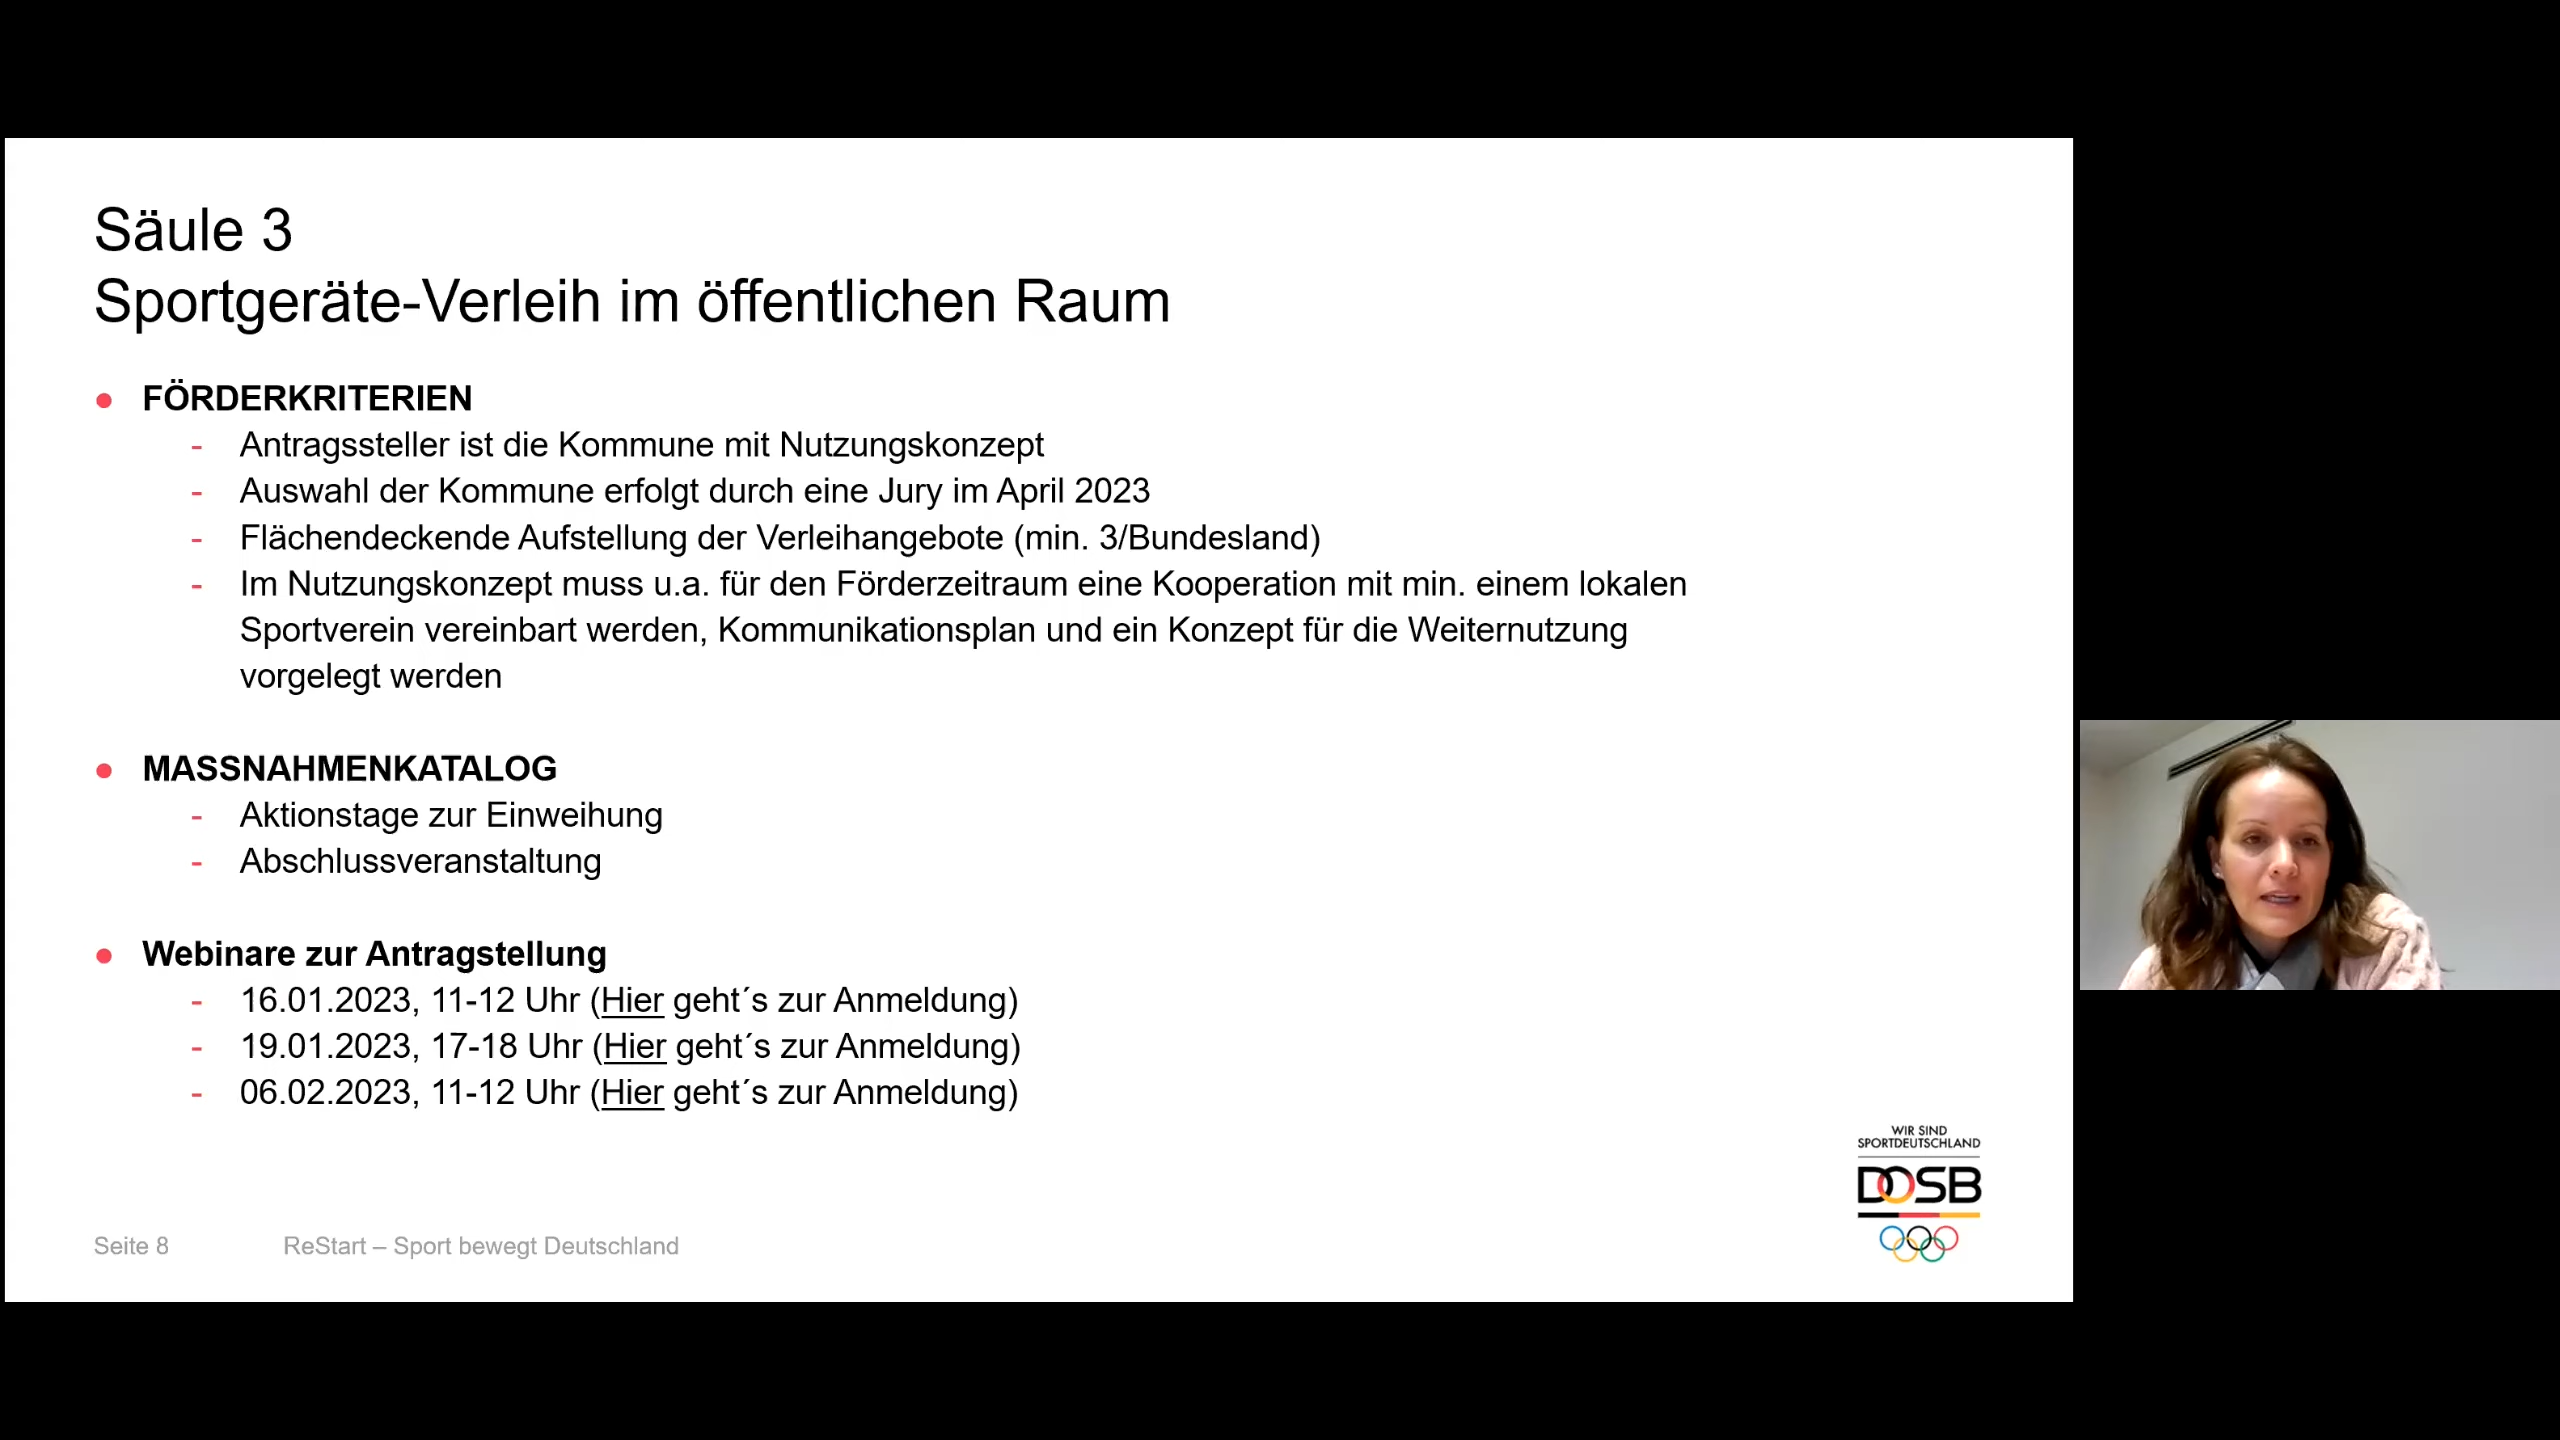 Säule 3
Sportgeräte-Verleih im öffentlichen Raum
● FÖRDERKRITERIEN
- Antragssteller ist die Kommune mit Nutzungskonzept
- Auswahl der Kommune erfolgt durch eine Jury im April 2023
- Flächendeckende Aufstellung der Verleihangebote (min. 3/Bundesland)
- Im Nutzungskonzept muss u.a. für den Förderzeitraum eine Kooperation mit min. einem lokalen
Sportverein vereinbart werden, Kommunikationsplan und ein Konzept für die Weiternutzung
vorgelegt werden
● MASSNAHMENKATALOG
- Aktionstage zur Einweihung
- Abschlussveranstaltung
● Webinare zur Antragstellung
- 16.01.2023, 11-12 Uhr (Hier geht´s zur Anmeldung)
- 19.01.2023, 17-18 Uhr (Hier geht´s zur Anmeldung)
- 06.02.2023, 11-12 Uhr (Hier geht´s zur Anmeldung)
WIR SIND
SPORTDEUTSCHLAND
DOSB
Seite 8 ReStart – Sport bewegt Deutschland